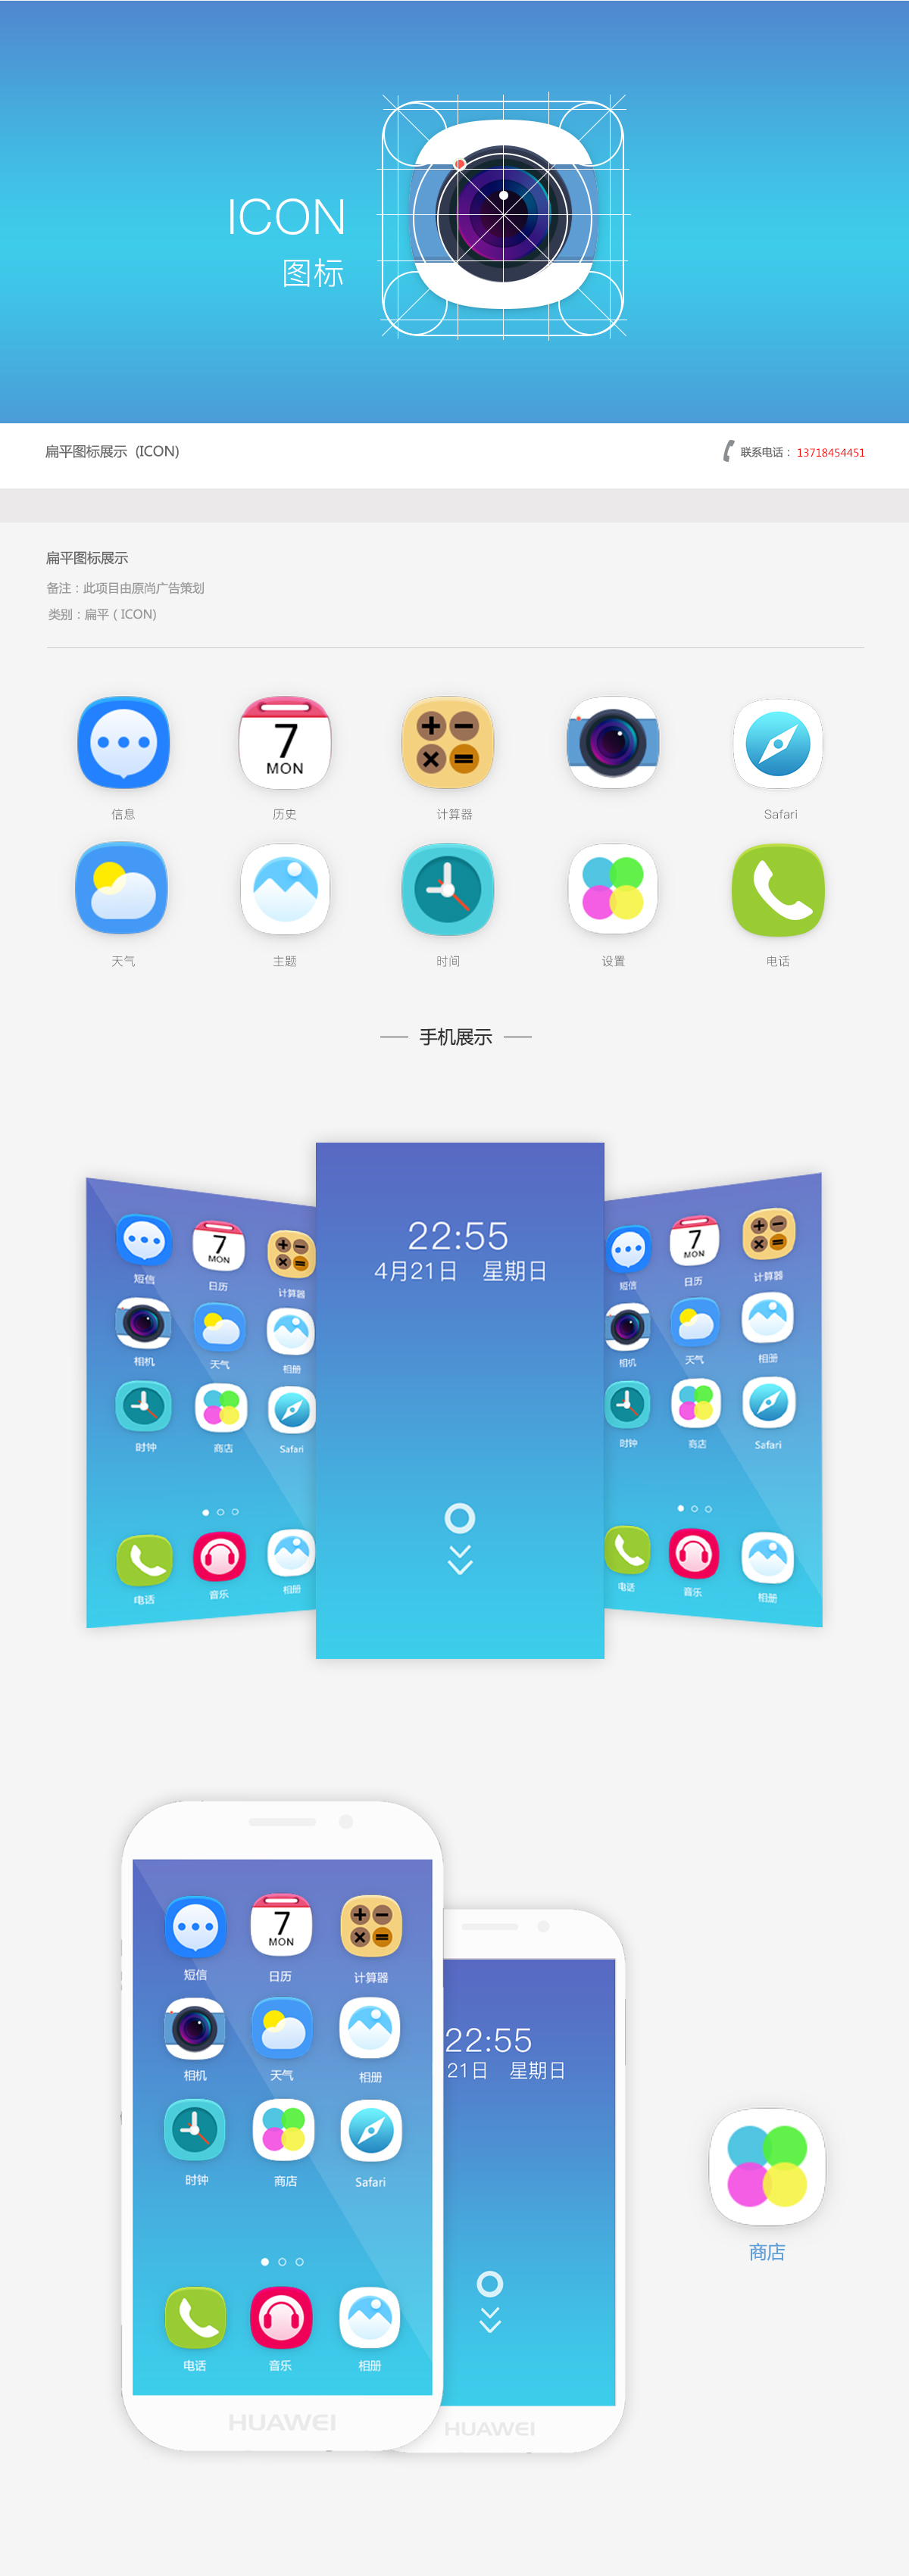 ICON
图标
扁平图标展示 (ICON)
联系电话： 13718454451
扁平图标展示
备注：此项目由原尚广告策划
类别：扁平 ( ICON)
7
MON
信息
历史
计算器
Safari
天气
主题
时间
设置
电话
手机展示
7
MON
短信
日历
计算器
相机
天气
相册
时钟
商店
Safari
电话
音乐
相册
22:55
4月21日 星期日
7
MON
短信
日历
计算器
相机
天气
相册
时钟
商店
Safari
电话
音乐
相册
7
MON
短信
日历
计算器
相机
天气
相册
时钟
商店
Safari
电话
音乐
相册
HUAWEI
22:55
21日 星期日
HUAWEI
商店